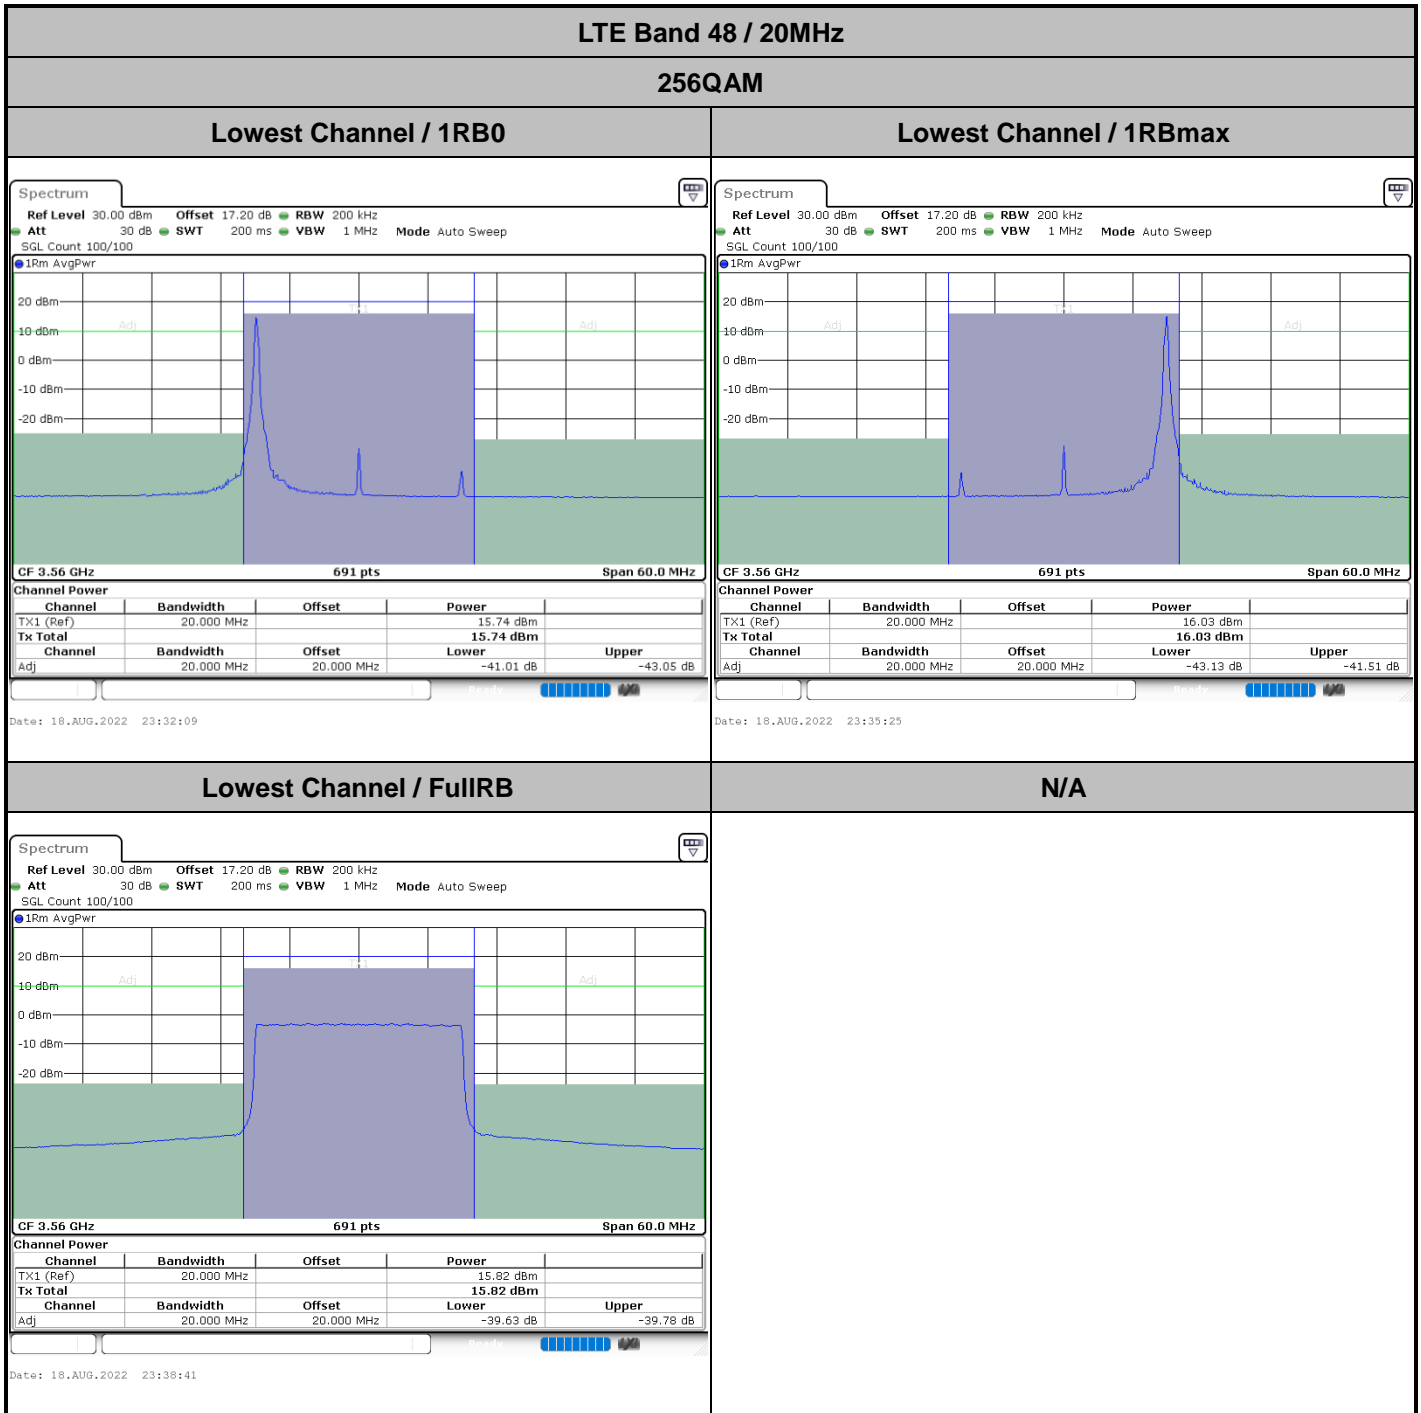 LTE Band 48 / 20MHz
256QAM
Lowest Channel / 1RB0
Lowest Channel / 1RBmax
Spectrum
Ref Level 30.00 dBm Offset 17.20 dB RBW 200 kHz
Att 30 dB SWT 200 ms VBW 1 MHz Mode Auto Sweep
SGL Count 100/100
1Rm AvgPwr
TX1
Adj
Adj
20 dBm
10 dBm
0 dBm
-10 dBm
-20 dBm
CF 3.56 GHz 691 pts Span 60.0 MHz
Channel Power
Channel Bandwidth Offset Power
TX1 (Ref) 20.000 MHz 15.74 dBm
Tx Total 15.74 dBm
Channel Bandwidth Offset Lower Upper
Adj 20.000 MHz 20.000 MHz -41.01 dB -43.05 dB
Ready
Date: 18.AUG.2022 23:32:09
Spectrum
Ref Level 30.00 dBm Offset 17.20 dB RBW 200 kHz
Att 30 dB SWT 200 ms VBW 1 MHz Mode Auto Sweep
SGL Count 100/100
1Rm AvgPwr
TX1
Adj
Adj
20 dBm
10 dBm
0 dBm
-10 dBm
-20 dBm
CF 3.56 GHz 691 pts Span 60.0 MHz
Channel Power
Channel Bandwidth Offset Power
TX1 (Ref) 20.000 MHz 16.03 dBm
Tx Total 16.03 dBm
Channel Bandwidth Offset Lower Upper
Adj 20.000 MHz 20.000 MHz -43.13 dB -41.51 dB
Ready
Date: 18.AUG.2022 23:35:25
Lowest Channel / FullRB
N/A
Spectrum
Ref Level 30.00 dBm Offset 17.20 dB RBW 200 kHz
Att 30 dB SWT 200 ms VBW 1 MHz Mode Auto Sweep
SGL Count 100/100
1Rm AvgPwr
TX1
Adj
Adj
20 dBm
10 dBm
0 dBm
-10 dBm
-20 dBm
CF 3.56 GHz 691 pts Span 60.0 MHz
Channel Power
Channel Bandwidth Offset Power
TX1 (Ref) 20.000 MHz 15.82 dBm
Tx Total 15.82 dBm
Channel Bandwidth Offset Lower Upper
Adj 20.000 MHz 20.000 MHz -39.63 dB -39.78 dB
Ready
Date: 18.AUG.2022 23:38:41